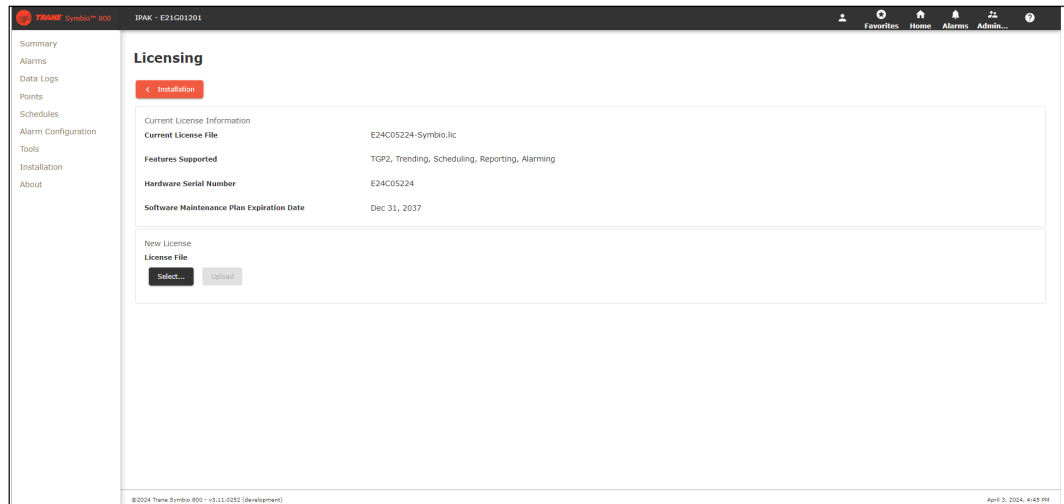 TRANE Symbio™ 800
IPAK - E21G01201
Favorites Home Alarms Admin...
Summary
Alarms
Data Logs
Points
Schedules
Alarm Configuration
Tools
Installation
About
Licensing
Installation
Current License Information
Current License File E24C05224-Symbio.lic
Features Supported TGP2, Trending, Scheduling, Reporting, Alarming
Hardware Serial Number E24C05224
Software Maintenance Plan Expiration Date Dec 31, 2037
New License
License File
Select... Upload
©2024 Trane Symbio 800 - v3.11.0252 (development) April 3, 2024, 4:45 PM